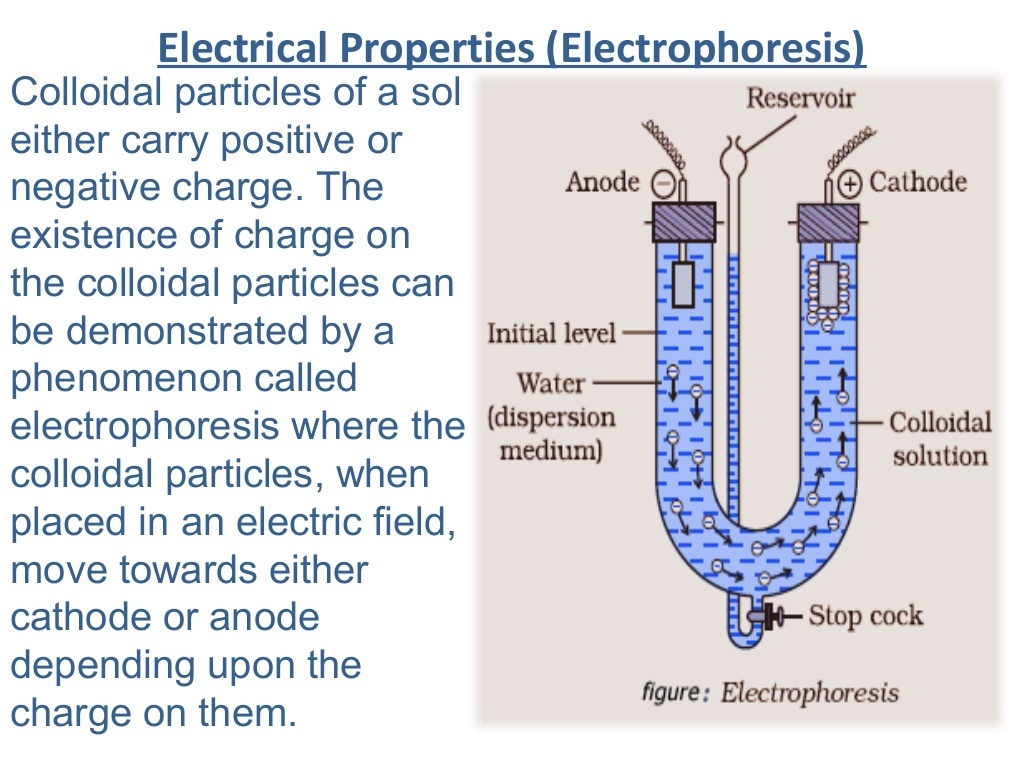 Electrical Properties (Electrophoresis)
Colloidal particles of a sol
either carry positive or
negative charge. The
existence of charge on
the colloidal particles can
be demonstrated by a
phenomenon called
electrophoresis where the
colloidal particles, when
placed in an electric field,
move towards either
cathode or anode
depending upon the
charge on them.
Reservoir
Anode −
+ Cathode
Initial level
Water
(dispersion
medium)
Colloidal
solution
Stop cock
figure: Electrophoresis